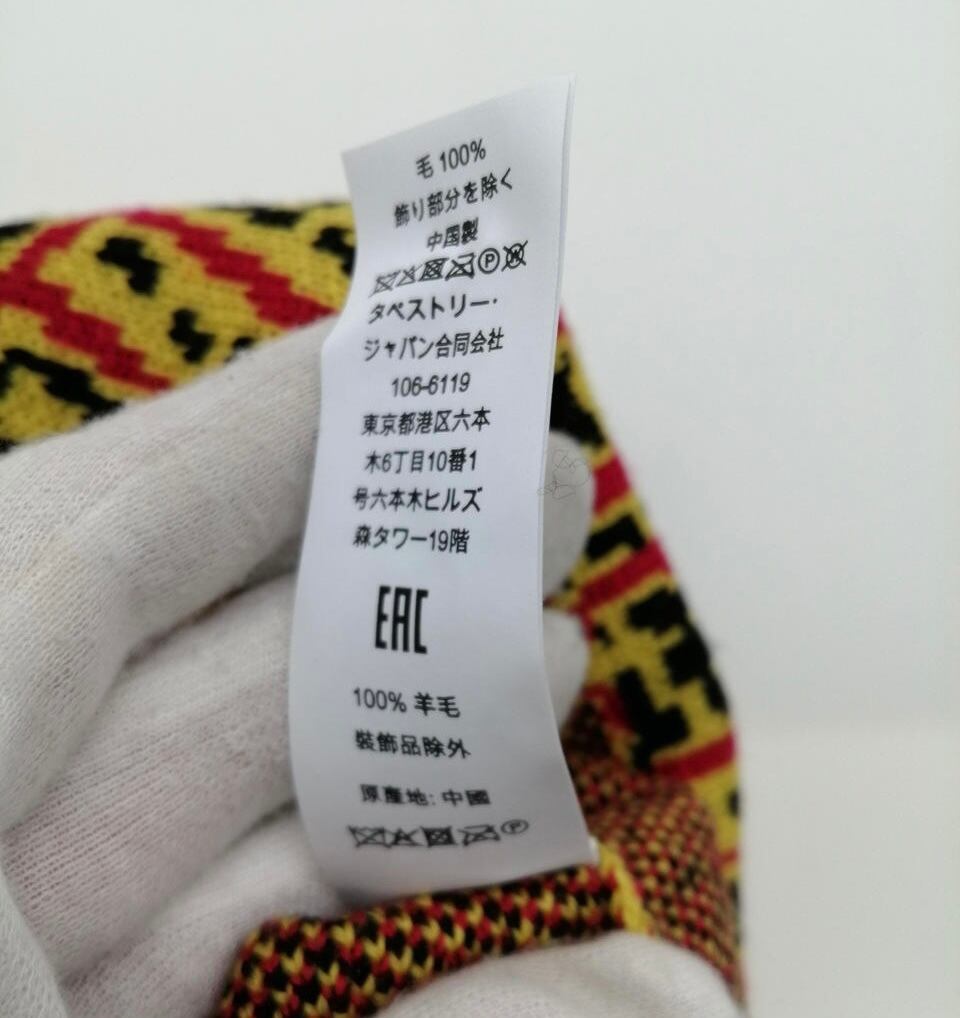 毛 100%
飾り部分を除く
中国製
P W
タペストリー・
ジャパン合同会社
106-6119
東京都港区六本
木6丁目10番1
号六本木ヒルズ
森タワー19階
EAC
100% 羊毛
裝飾品除外
原產地: 中國
P